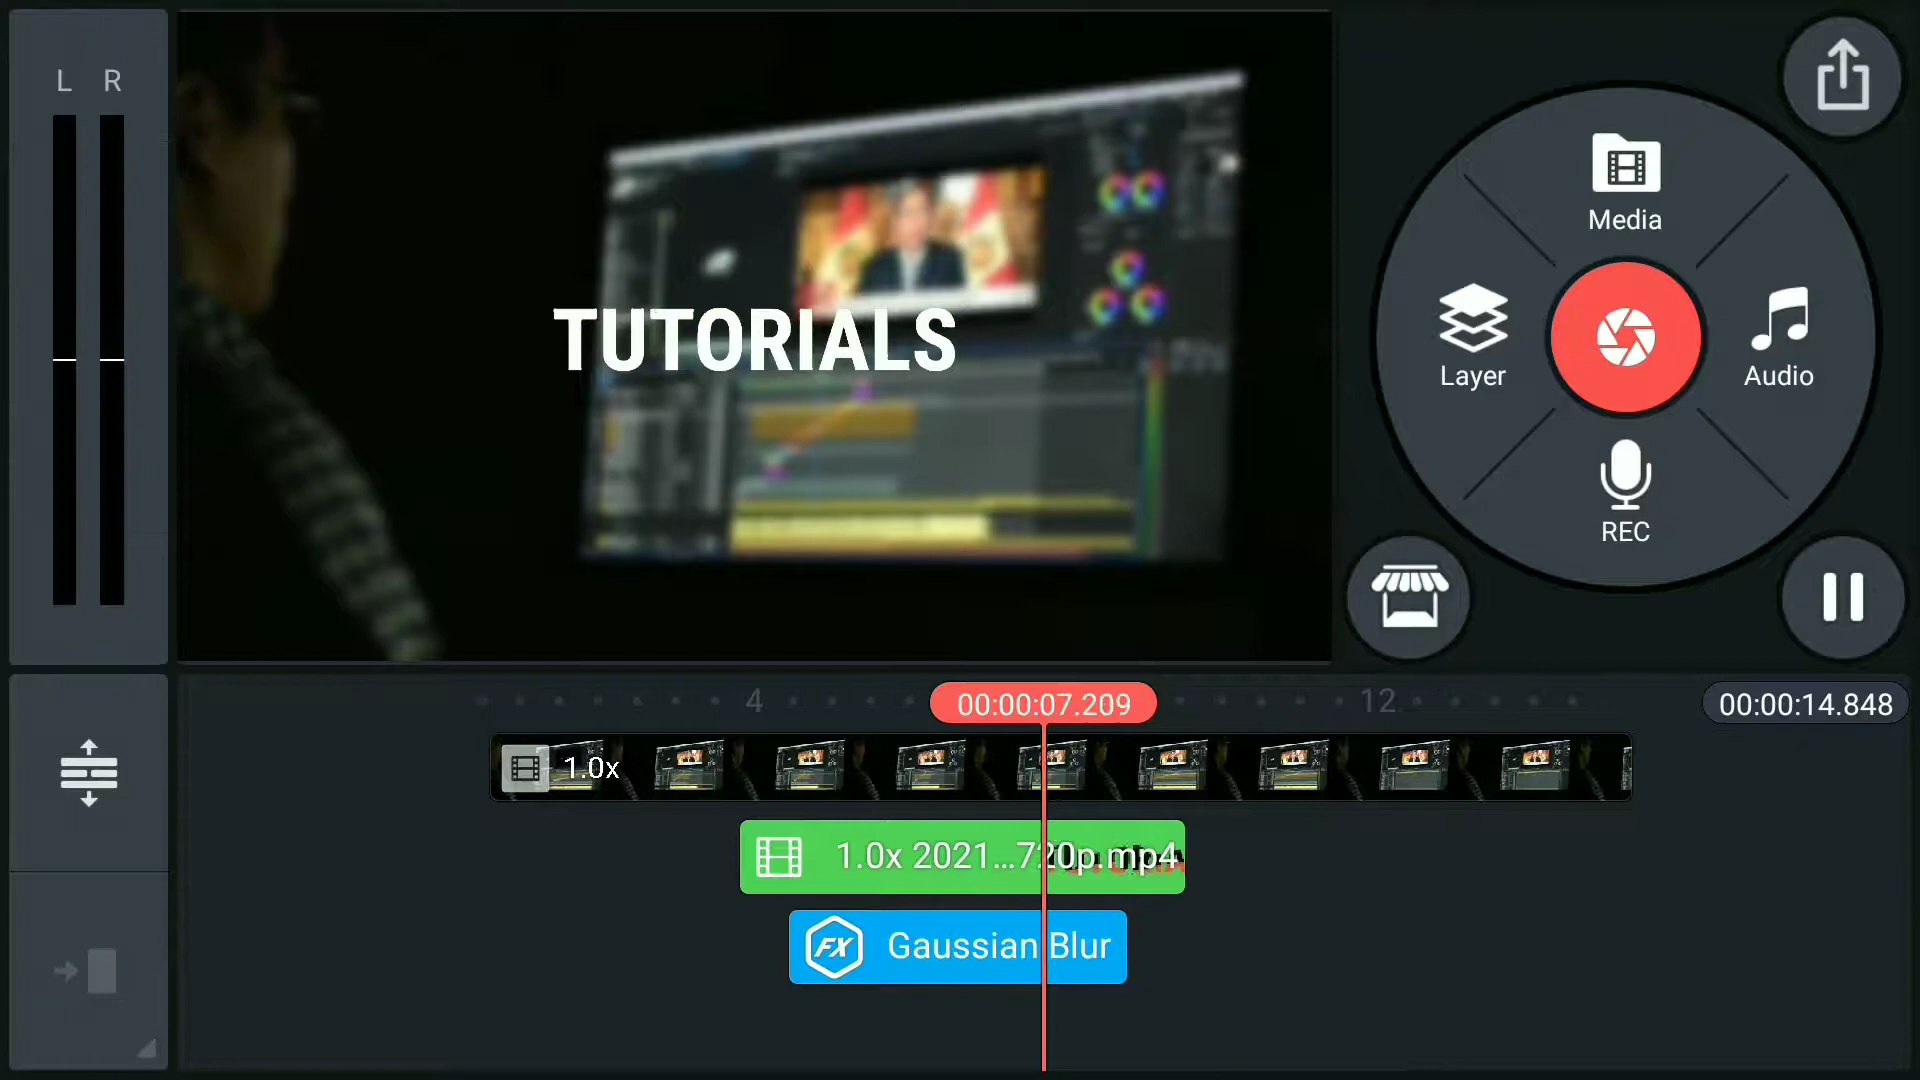 L R
TUTORIALS
Media
Layer
Audio
REC
4
00:00:07.209
12
00:00:14.848
1.0x
1.0x 2021...720p.mp4
FX Gaussian Blur